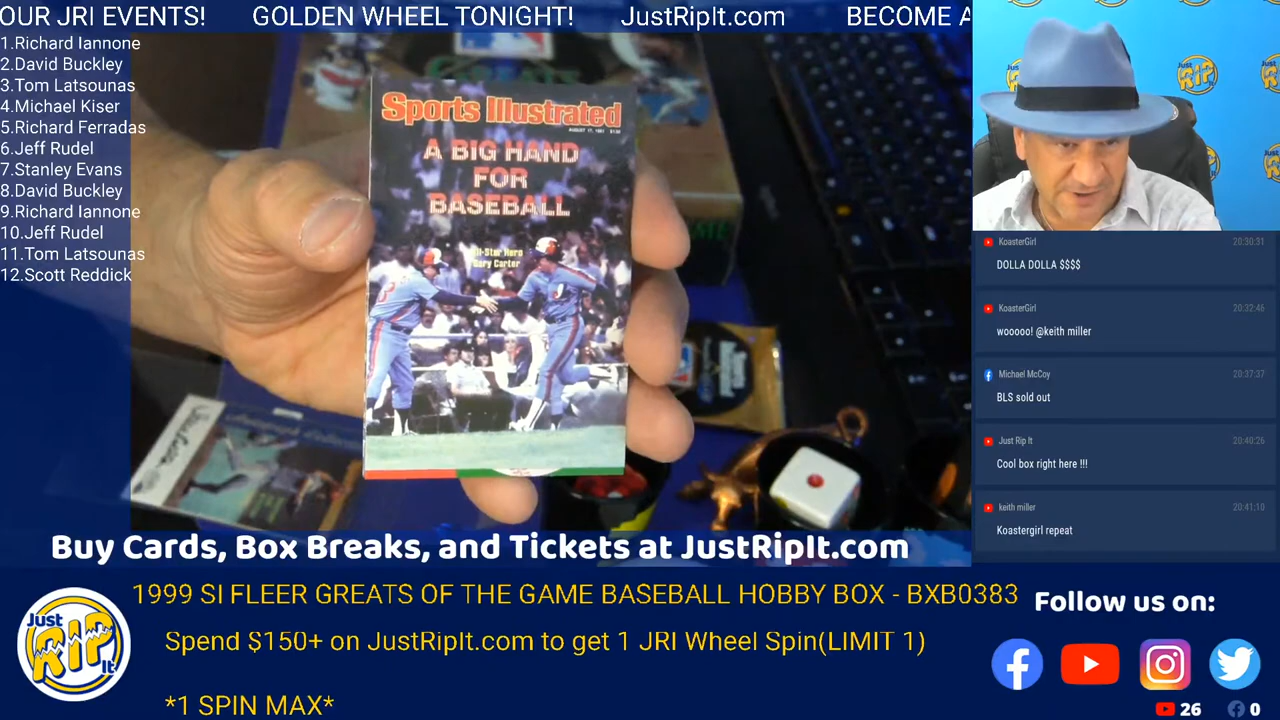 OUR JRI EVENTS! GOLDEN WHEEL TONIGHT! JustRipIt.com BECOME A
1.Richard Iannone
2.David Buckley
3.Tom Latsounas
4.Michael Kiser
5.Richard Ferradas
6.Jeff Rudel
7.Stanley Evans
8.David Buckley
9.Richard Iannone
10.Jeff Rudel
11.Tom Latsounas
12.Scott Reddick
Sports Illustrated
A BIG HAND
FOR
BASEBALL
All-Star Hero
Gary Carter
KoasterGirl 20:30:31
DOLLA DOLLA $$$$
KoasterGirl 20:32:46
wooooo! @keith miller
Michael McCoy 20:37:37
BLS sold out
Just Rip It 20:40:26
Cool box right here !!!
keith miller 20:41:10
Koastergirl repeat
Buy Cards, Box Breaks, and Tickets at JustRipIt.com
1999 SI FLEER GREATS OF THE GAME BASEBALL HOBBY BOX - BXB0383
Spend $150+ on JustRipIt.com to get 1 JRI Wheel Spin(LIMIT 1)
*1 SPIN MAX*
Just
RIP
It
Follow us on:
26 0